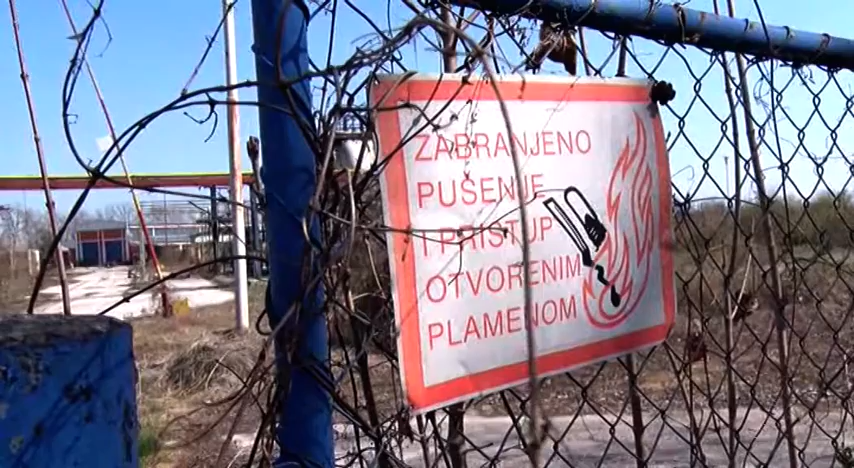 ZABRANJENO
PUŠENJE
I PRISTUP
OTVORENIM
PLAMENOM